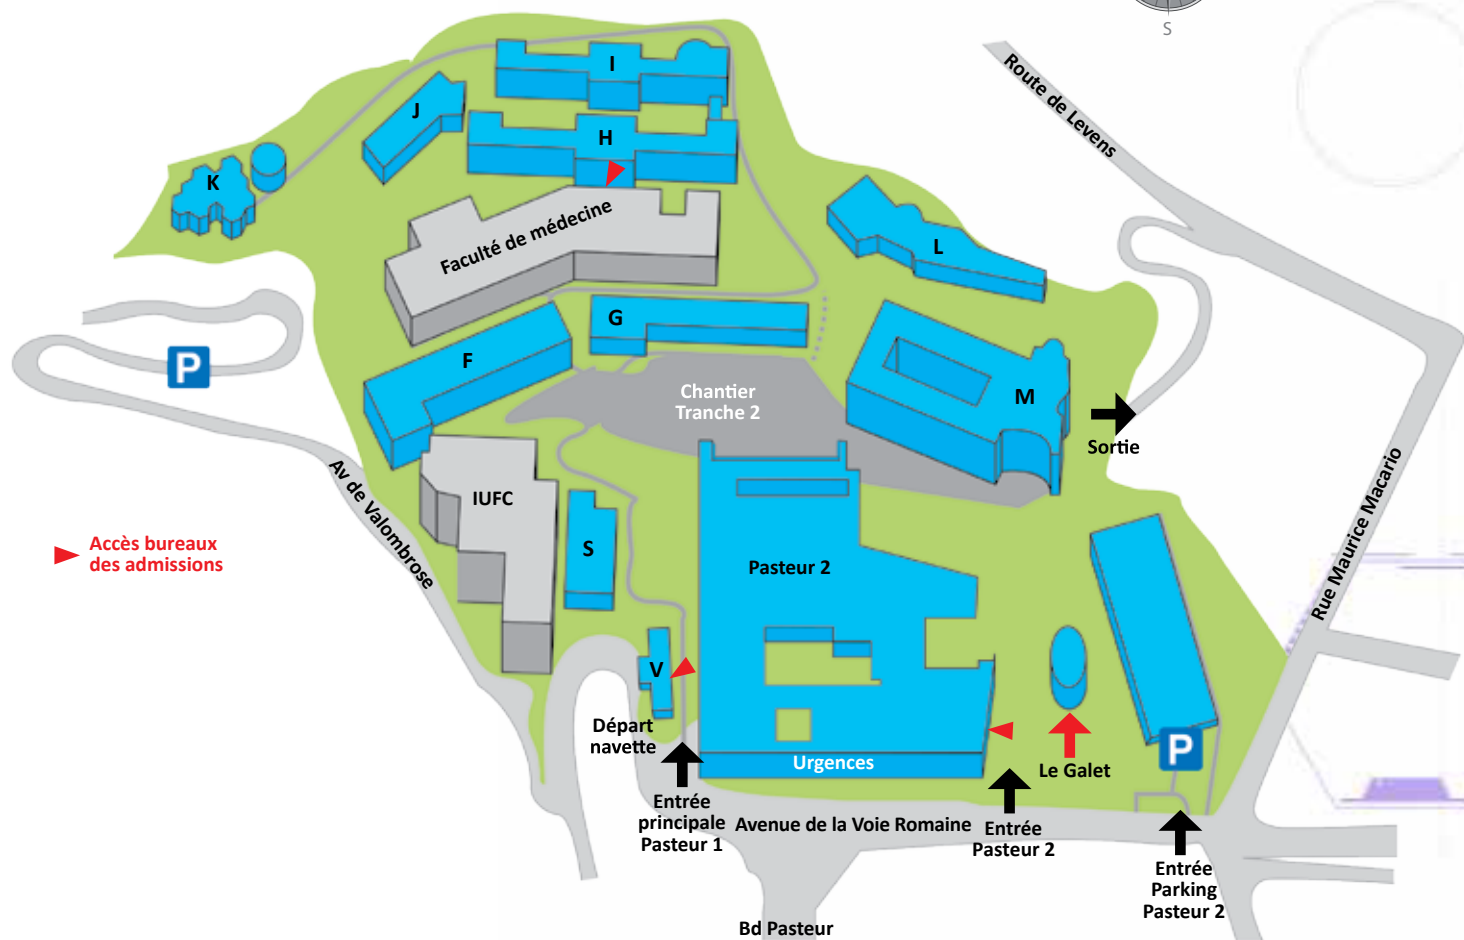 S
Route de Levens
I
J
H
K
Faculté de médecine
L
G
F
P
Chantier
Tranche 2
M
Sortie
Av de Valombrose
IUFC
Rue Maurice Macario
Accès bureaux
des admissions
S
Pasteur 2
V
Départ
navette
Urgences
P
Le Galet
Entrée
principale
Pasteur 1
Avenue de la Voie Romaine
Entrée
Pasteur 2
Entrée
Parking
Pasteur 2
Bd Pasteur